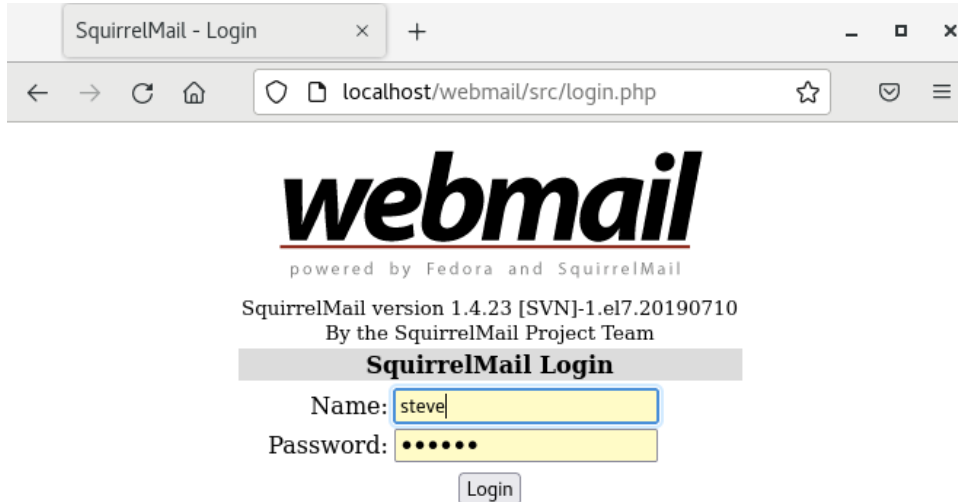 SquirrelMail - Login
localhost/webmail/src/login.php
webmail
powered by Fedora and SquirrelMail
SquirrelMail version 1.4.23 [SVN]-1.el7.20190710
By the SquirrelMail Project Team
SquirrelMail Login
Name: steve
Password: ••••••
Login